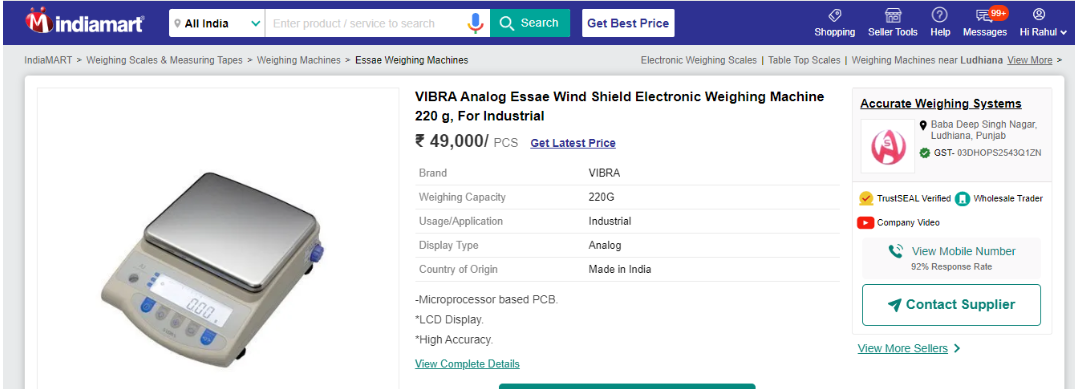 indiamart
All India
Enter product / service to search
Search
Get Best Price
Shopping
Seller Tools
Help
99+
Messages
Hi Rahul
IndiaMART > Weighing Scales & Measuring Tapes > Weighing Machines > Essae Weighing Machines
Electronic Weighing Scales | Table Top Scales | Weighing Machines near Ludhiana View More >
VIBRA Analog Essae Wind Shield Electronic Weighing Machine
220 g, For Industrial
₹ 49,000/ PCS Get Latest Price
Brand VIBRA
Weighing Capacity 220G
Usage/Application Industrial
Display Type Analog
Country of Origin Made in India
-Microprocessor based PCB.
*LCD Display.
*High Accuracy.
View Complete Details
0.00
Accurate Weighing Systems
Baba Deep Singh Nagar,
Ludhiana, Punjab
GST- 03DHOPS2543Q1ZN
TrustSEAL Verified Wholesale Trader
Company Video
View Mobile Number
92% Response Rate
Contact Supplier
View More Sellers >